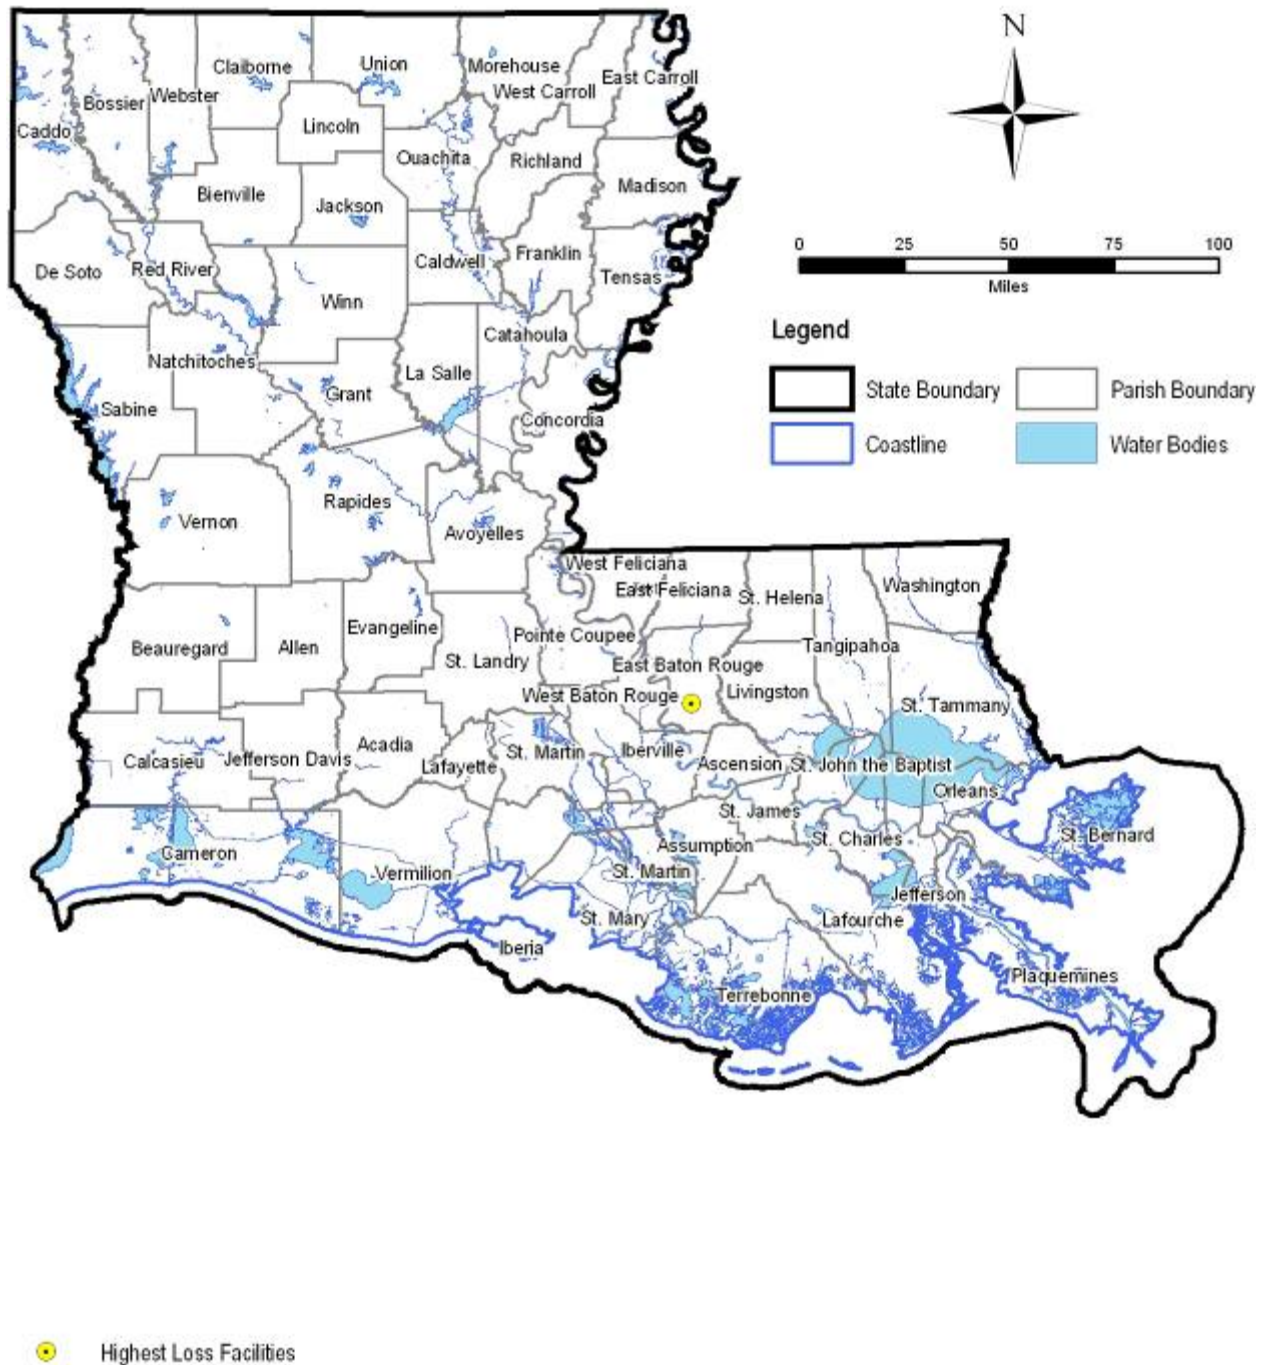 N
0 25 50 75 100
Miles
Legend
State Boundary
Parish Boundary
Coastline
Water Bodies
Claiborne
Union
Morehouse
West Carroll
East Carroll
Bossier
Webster
Caddo
Lincoln
Ouachita
Richland
Madison
Bienville
Jackson
De Soto
Red River
Winn
Caldwell
Franklin
Tensas
Natchitoches
Catahoula
La Salle
Grant
Sabine
Concordia
Vernon
Rapides
Avoyelles
West Feliciana
East Feliciana
St. Helena
Washington
Beauregard
Allen
Evangeline
St. Landry
Pointe Coupee
Tangipahoa
East Baton Rouge
West Baton Rouge
Livingston
St. Tammany
Calcasieu
Jefferson Davis
Acadia
Lafayette
St. Martin
Iberville
Ascension
St. John the Baptist
Orleans
St. James
St. Charles
St. Bernard
Cameron
Vermilion
Assumption
St. Martin
Jefferson
St. Mary
Lafourche
Iberia
Terrebonne
Plaquemines
Highest Loss Facilities